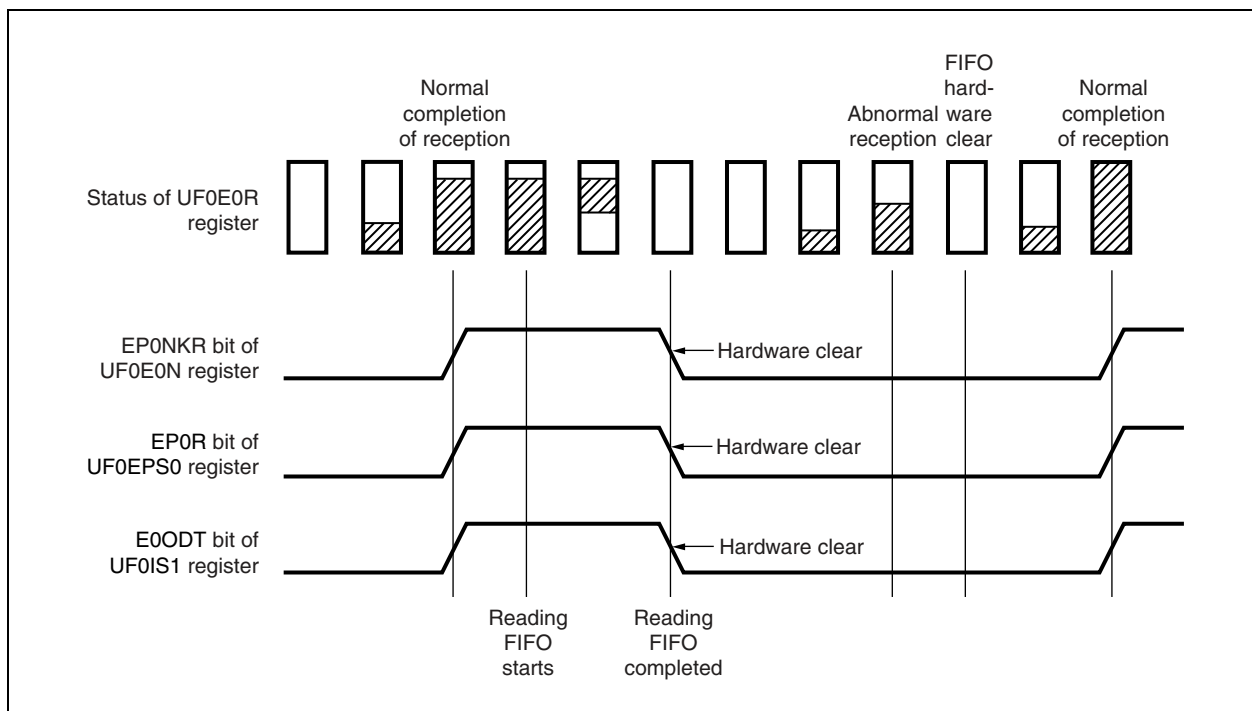 Normal
completion
of reception
Abnormal
reception
FIFO
hard-
ware
clear
Normal
completion
of reception
Status of UF0E0R
register
EP0NKR bit of
UF0E0N register
Hardware clear
EP0R bit of
UF0EPS0 register
Hardware clear
E0ODT bit of
UF0IS1 register
Hardware clear
Reading
FIFO
starts
Reading
FIFO
completed